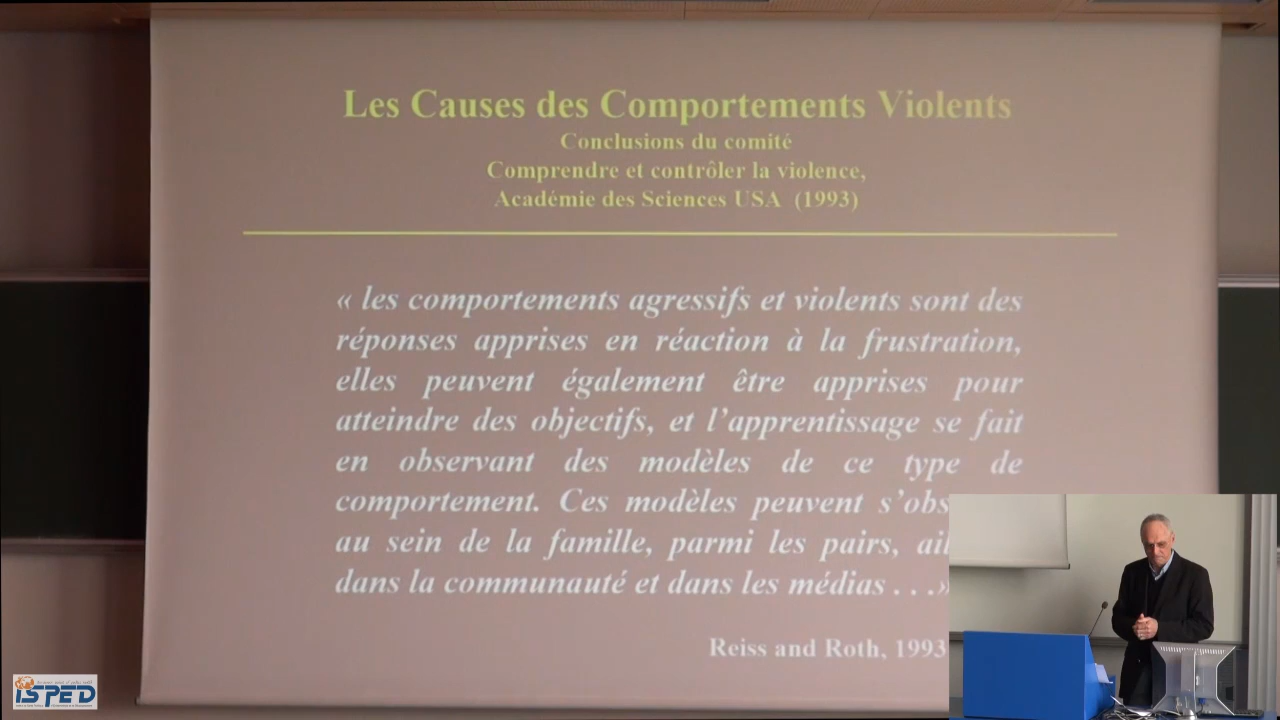 Les Causes des Comportements Violents
Conclusions du comité
Comprendre et contrôler la violence,
Académie des Sciences USA (1993)
« les comportements agressifs et violents sont des
réponses apprises en réaction à la frustration,
elles peuvent également être apprises pour
atteindre des objectifs, et l’apprentissage se fait
en observant des modèles de ce type de
comportement. Ces modèles peuvent s’obs
au sein de la famille, parmi les pairs, ail
dans la communauté et dans les médias . . .»
Reiss and Roth, 1993
ISPED